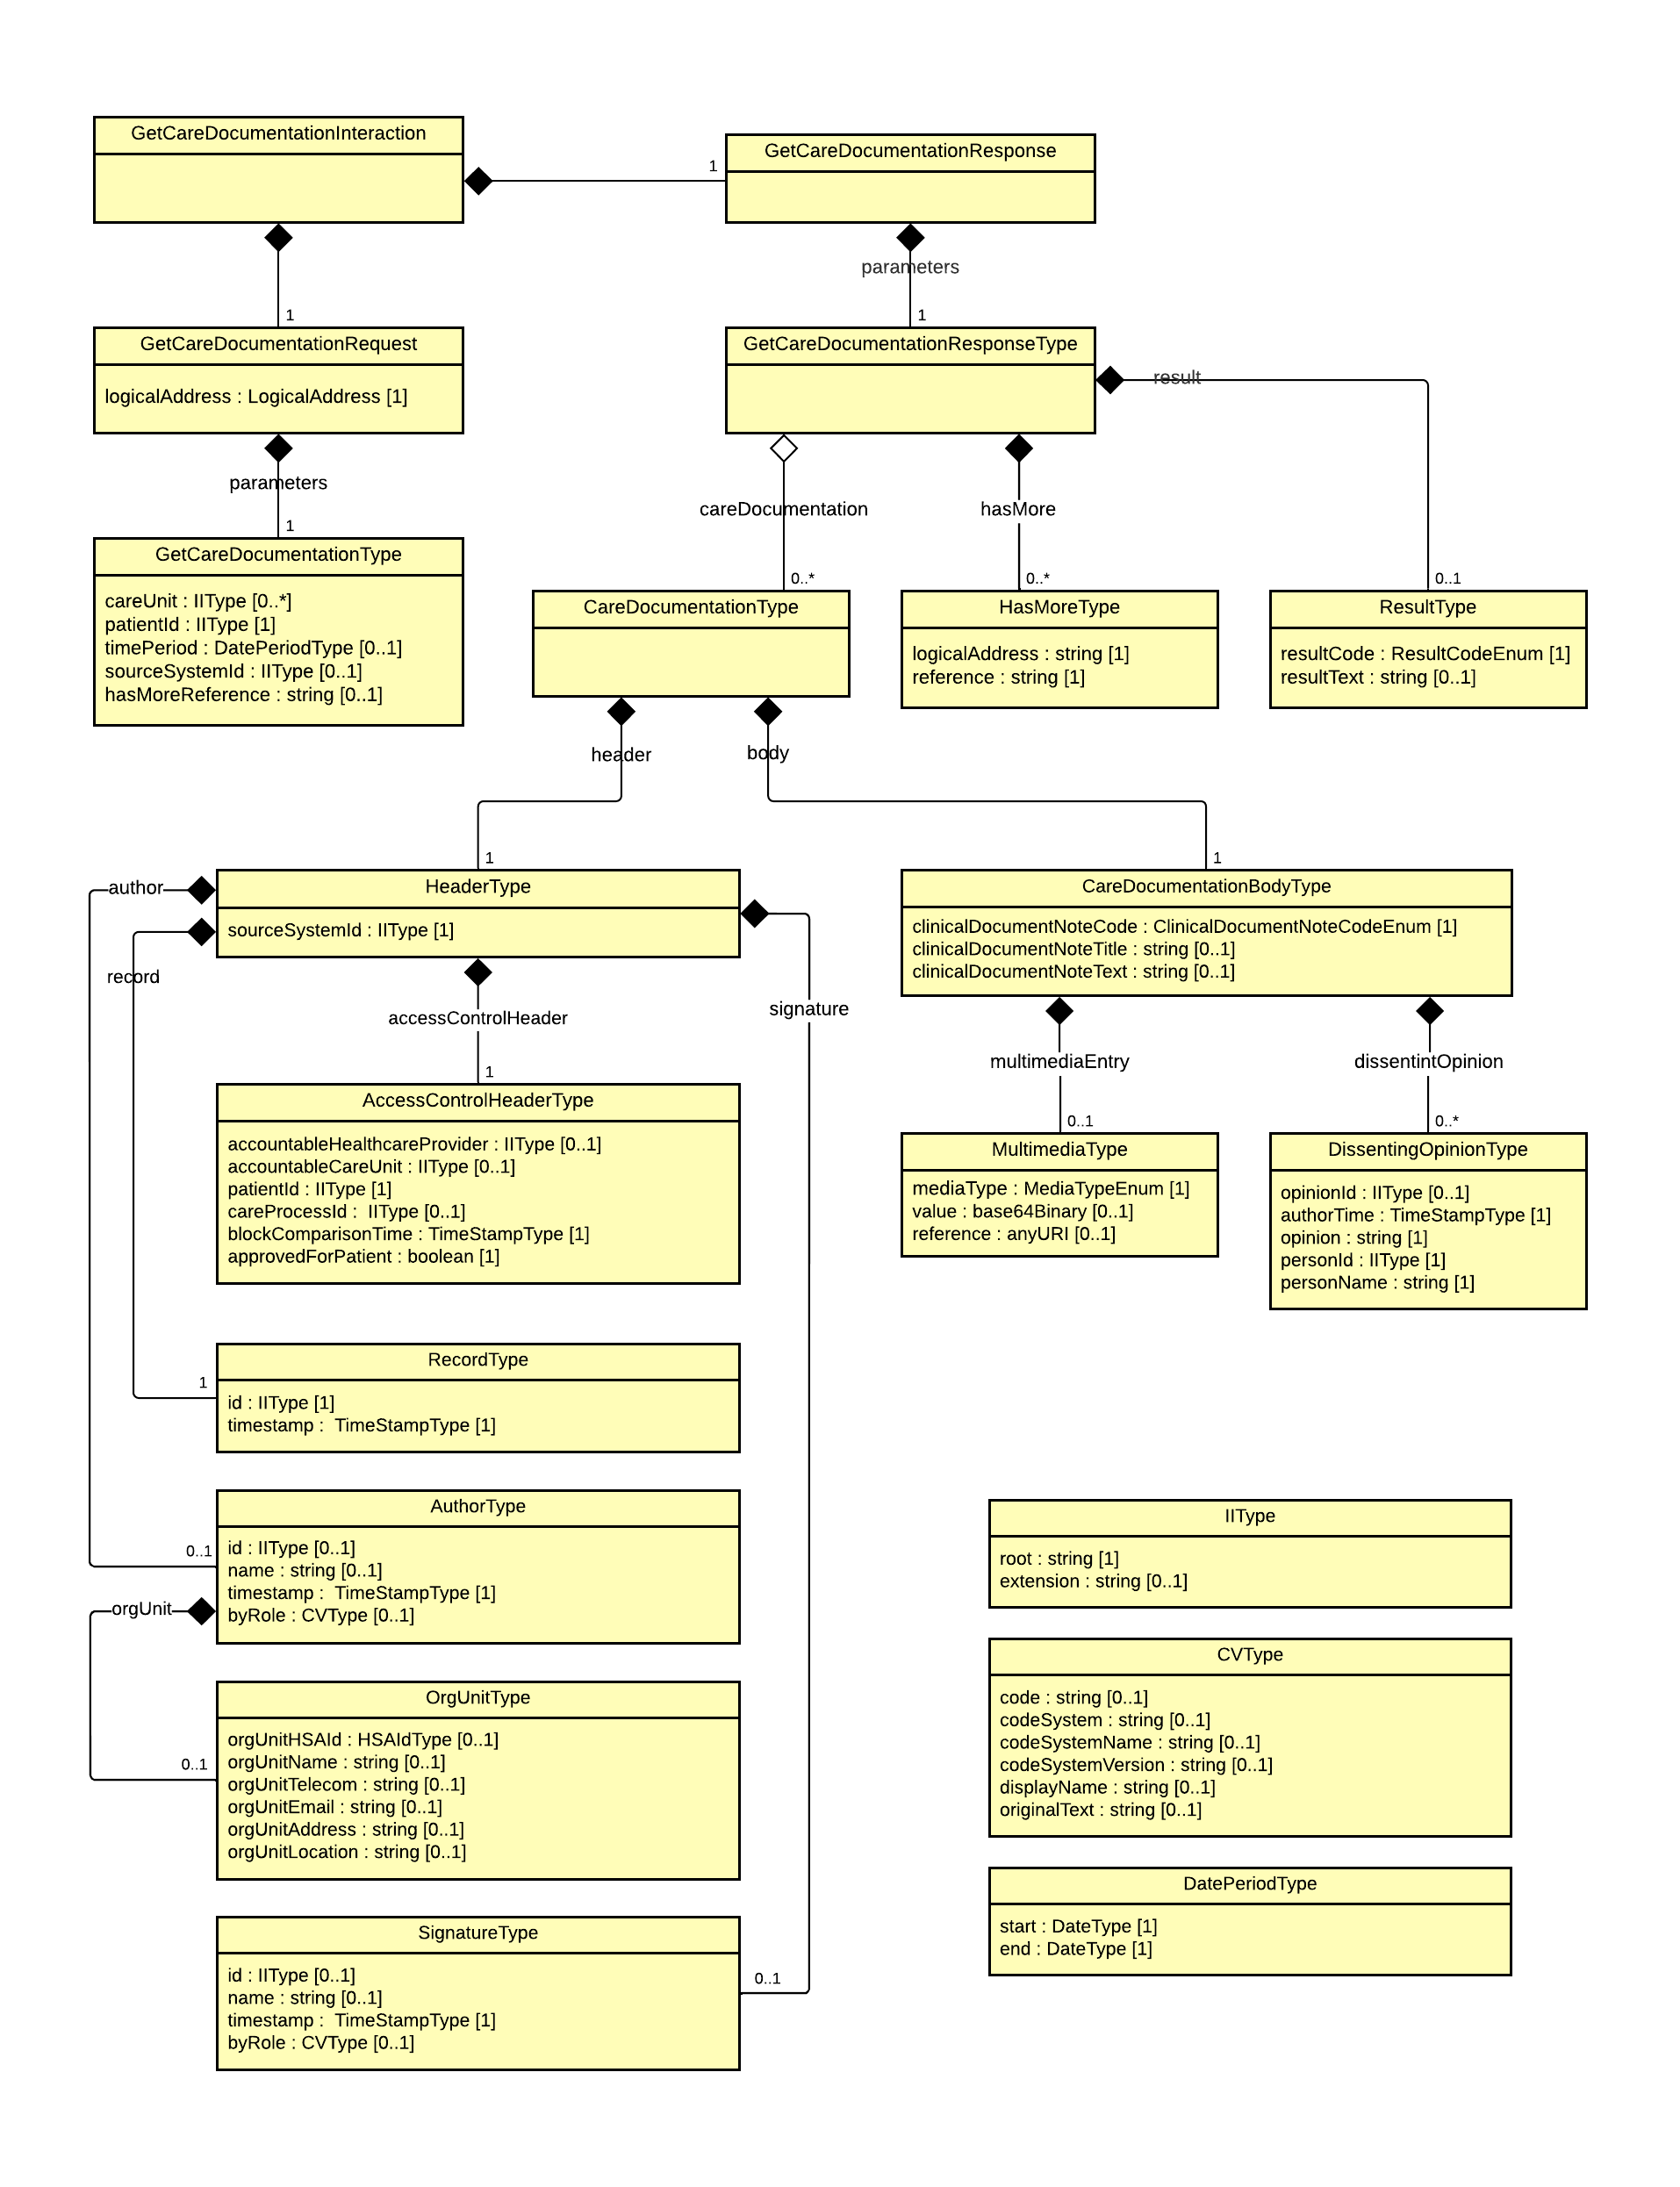 GetCareDocumentationInteraction
GetCareDocumentationResponse
1
parameters
1
1
GetCareDocumentationRequest
logicalAddress : LogicalAddress [1]
GetCareDocumentationResponseType
result
parameters
1
careDocumentation
hasMore
0..*
0..*
0..1
GetCareDocumentationType
careUnit : IIType [0..*]
patientId : IIType [1]
timePeriod : DatePeriodType [0..1]
sourceSystemId : IIType [0..1]
hasMoreReference : string [0..1]
CareDocumentationType
HasMoreType
logicalAddress : string [1]
reference : string [1]
ResultType
resultCode : ResultCodeEnum [1]
resultText : string [0..1]
header
body
1
1
author
record
HeaderType
sourceSystemId : IIType [1]
accessControlHeader
signature
1
CareDocumentationBodyType
clinicalDocumentNoteCode : ClinicalDocumentNoteCodeEnum [1]
clinicalDocumentNoteTitle : string [0..1]
clinicalDocumentNoteText : string [0..1]
multimediaEntry
dissentintOpinion
0..1
0..*
AccessControlHeaderType
accountableHealthcareProvider : IIType [0..1]
accountableCareUnit : IIType [0..1]
patientId : IIType [1]
careProcessId :  IIType [0..1]
blockComparisonTime : TimeStampType [1]
approvedForPatient : boolean [1]
MultimediaType
mediaType : MediaTypeEnum [1]
value : base64Binary [0..1]
reference : anyURI [0..1]
DissentingOpinionType
opinionId : IIType [0..1]
authorTime : TimeStampType [1]
opinion : string [1]
personId : IIType [1]
personName : string [1]
1
RecordType
id : IIType [1]
timestamp :  TimeStampType [1]
0..1
AuthorType
id : IIType [0..1]
name : string [0..1]
timestamp :  TimeStampType [1]
byRole : CVType [0..1]
orgUnit
0..1
OrgUnitType
orgUnitHSAId : HSAIdType [0..1]
orgUnitName : string [0..1]
orgUnitTelecom : string [0..1]
orgUnitEmail : string [0..1]
orgUnitAddress : string [0..1]
orgUnitLocation : string [0..1]
SignatureType
id : IIType [0..1]
name : string [0..1]
timestamp :  TimeStampType [1]
byRole : CVType [0..1]
0..1
IIType
root : string [1]
extension : string [0..1]
CVType
code : string [0..1]
codeSystem : string [0..1]
codeSystemName : string [0..1]
codeSystemVersion : string [0..1]
displayName : string [0..1]
originalText : string [0..1]
DatePeriodType
start : DateType [1]
end : DateType [1]